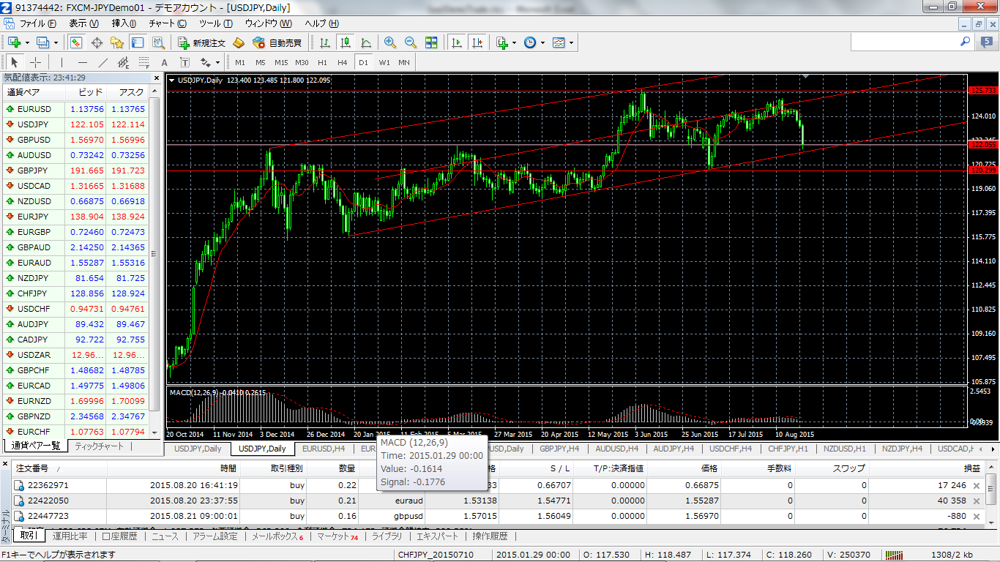 91374442: FXCM-JPYDemo01 - デモアカウント - [USDJPY,Daily]
ファイル (F) 表示 (V) 挿入(I) チャート (C) ツール (T) ウィンドウ (W) ヘルプ (H)
新規注文 自動売買 5
A T M1 M5 M15 M30 H1 H4 D1 W1 MN
気配値表示: 23:41:29
通貨ペア ビッド アスク
EURUSD 1.13756 1.13765
USDJPY 122.105 122.114
GBPUSD 1.56970 1.56996
AUDUSD 0.73242 0.73256
GBPJPY 191.665 191.723
USDCAD 1.31665 1.31688
NZDUSD 0.66875 0.66918
EURJPY 138.904 138.924
EURGBP 0.72460 0.72473
GBPAUD 2.14250 2.14365
EURAUD 1.55287 1.55316
NZDJPY 81.654 81.725
CHFJPY 128.856 128.924
USDCHF 0.94731 0.94761
AUDJPY 89.432 89.467
CADJPY 92.722 92.755
USDZAR 12.96... 12.96...
GBPCHF 1.48682 1.48785
EURCAD 1.49775 1.49806
EURNZD 1.69996 1.70099
GBPNZD 2.34568 2.34767
EURCHF 1.07763 1.07794
通貨ペア一覧 ティックチャート
USDJPY,Daily 123.400 123.485 121.800 122.095
125.733
124.010
122.055
120.725
119.060
117.395
115.775
114.110
112.445
110.825
109.160
107.495
105.875
MACD(12,26,9) -0.0410 0.2615
2.5453
20 Oct 2014 11 Nov 2014 3 Dec 2014 26 Dec 2014 20 Jan 2015 11 Feb 2015 5 Mar 2015 27 Mar 2015 20 Apr 2015 12 May 2015 3 Jun 2015 25 Jun 2015 17 Jul 2015 10 Aug 2015
USDJPY,Daily USDJPY,Daily EURUSD,H4 GBPJPY,H4 AUDUSD,H4 AUDJPY,H4 USDCHF,H4 CHFJPY,H1 NZDUSD,H1 NZDJPY,H4 USDCAD,H
MACD (12,26,9)
Time: 2015.01.29 00:00
Value: -0.1614
Signal: -0.1776
注文番号 時間 取引種別 数量 S / L T/P:決済指値 価格 手数料 スワップ 損益
22362971 2015.08.20 16:41:19 buy 0.22 0.66707 0.00000 0.66875 0 0 17 246
22422050 2015.08.20 23:37:55 buy 0.21 euraud 1.53138 1.54771 0.00000 1.55287 0 0 40 358
22447723 2015.08.21 09:00:01 buy 0.16 gbpusd 1.57015 1.56049 0.00000 1.56970 0 0 -880
ターミナル
取引 運用比率 口座履歴 ニュース アラーム設定 メールボックス 6 マーケット 74 ライブラリ エキスパート 操作履歴
F1キーでヘルプが表示されます CHFJPY_20150710 2015.01.29 00:00 O: 117.530 H: 118.487 L: 117.374 C: 118.260 V: 250370 1308/2 kb